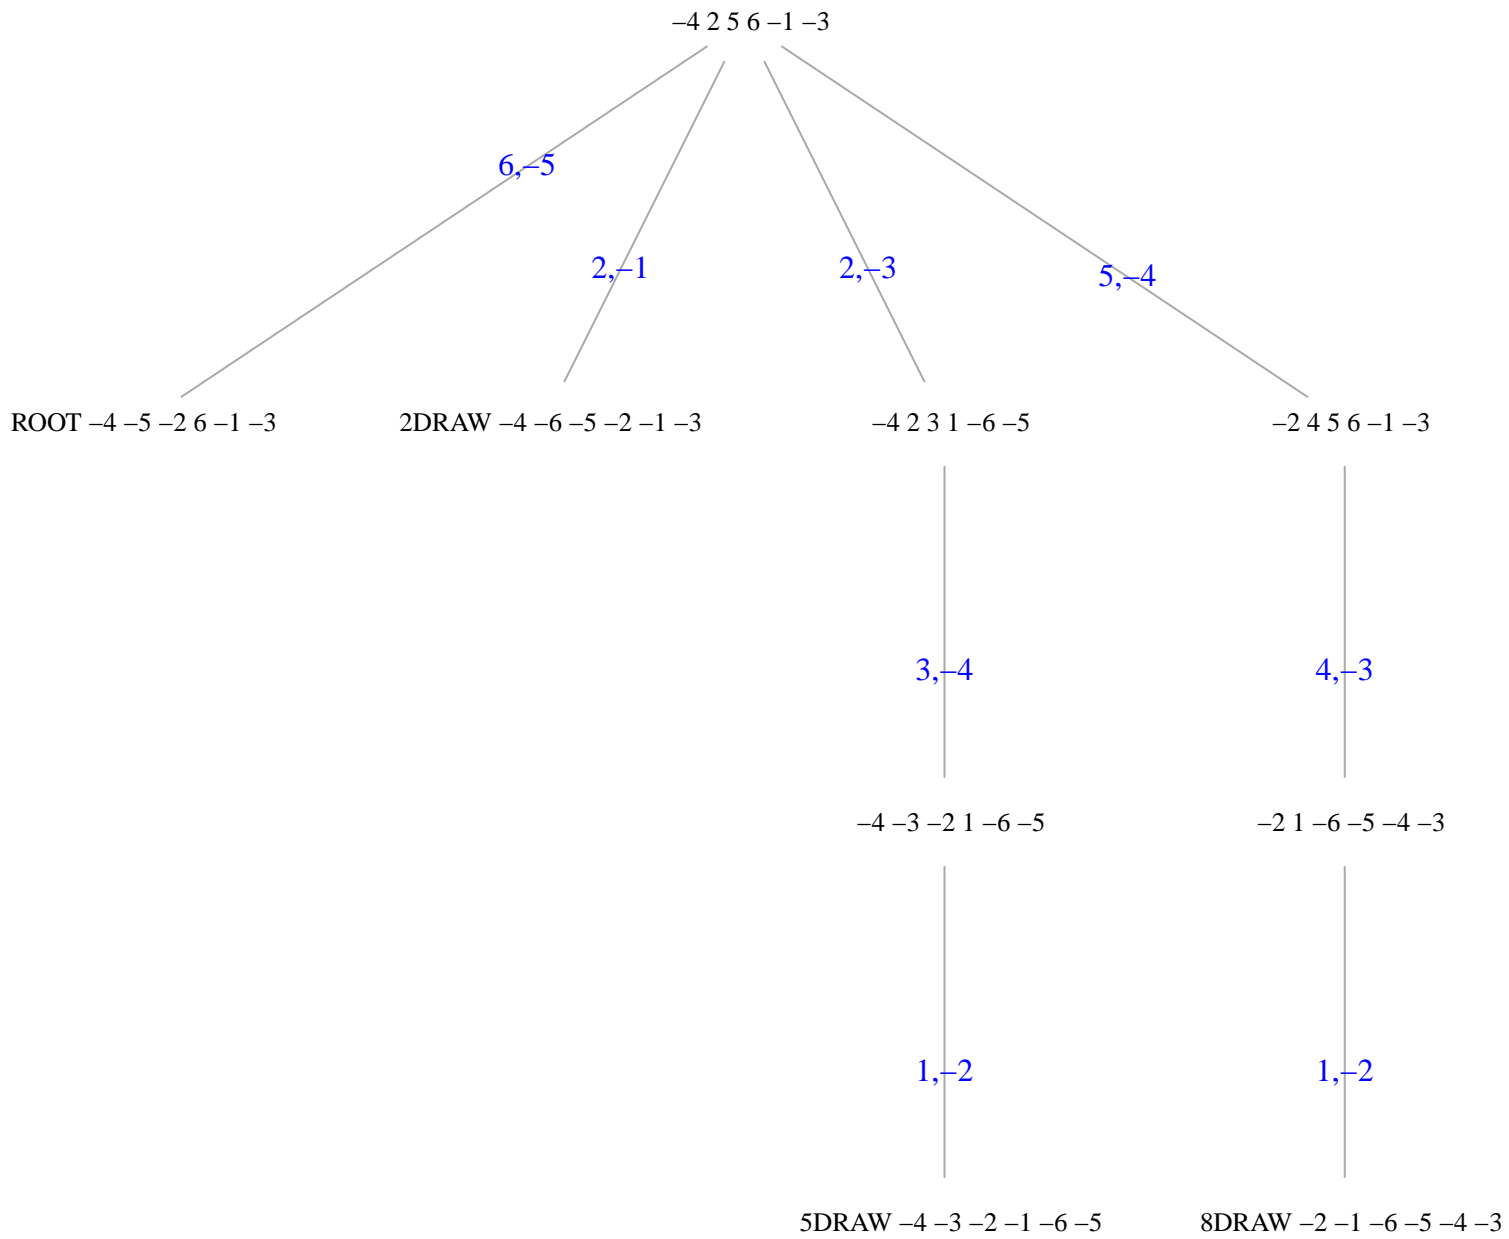 –4 2 5 6 –1 –3
6,–5
2,–1
2,–3
5,–4
ROOT –4 –5 –2 6 –1 –3
2DRAW –4 –6 –5 –2 –1 –3
–4 2 3 1 –6 –5
–2 4 5 6 –1 –3
3,–4
4,–3
–4 –3 –2 1 –6 –5
–2 1 –6 –5 –4 –3
1,–2
1,–2
5DRAW –4 –3 –2 –1 –6 –5
8DRAW –2 –1 –6 –5 –4 –3